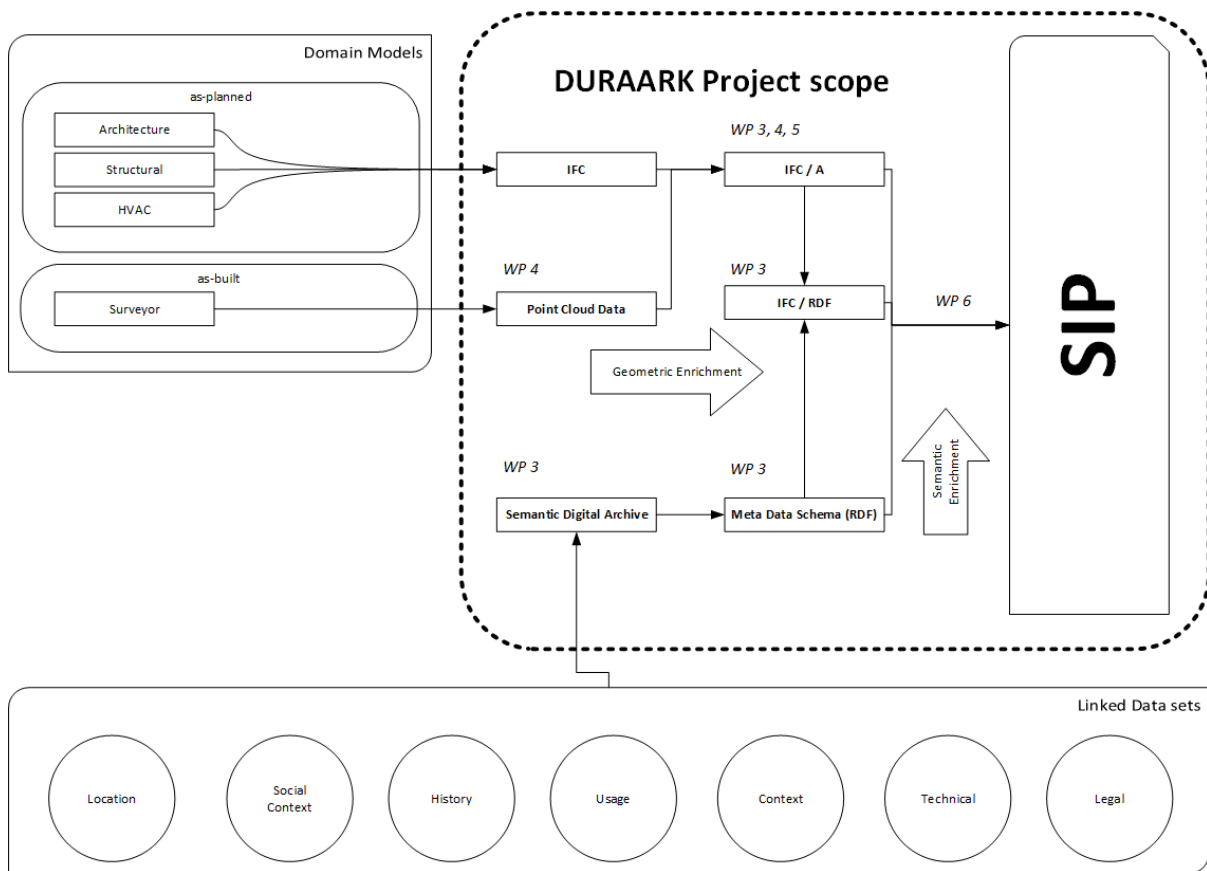 Domain Models
as-planned
Architecture
Structural
HVAC
as-built
Surveyor
DURAARK Project scope
WP 3, 4, 5
IFC
IFC / A
WP 4
WP 3
Point Cloud Data
IFC / RDF
WP 6
Geometric Enrichment
SIP
WP 3
WP 3
Semantic
Enrichment
Semantic Digital Archive
Meta Data Schema (RDF)
Linked Data sets
Location
Social
Context
History
Usage
Context
Technical
Legal